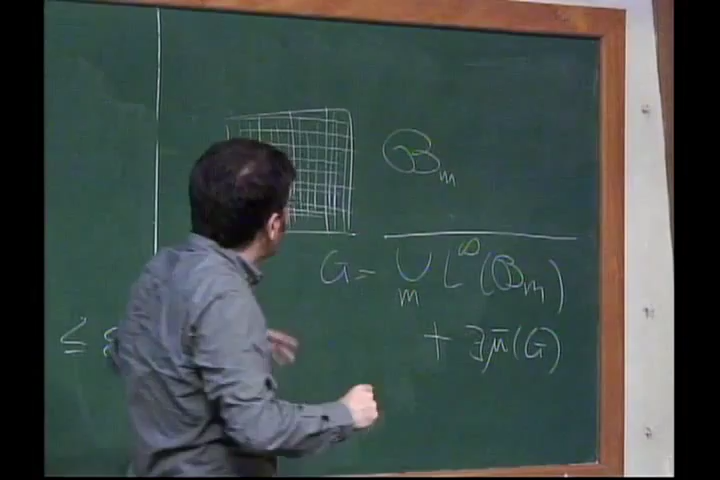 𝓑_m
G = ∪_m L^∞(𝓑_m)
+ ∃ μ̄(G)
≤